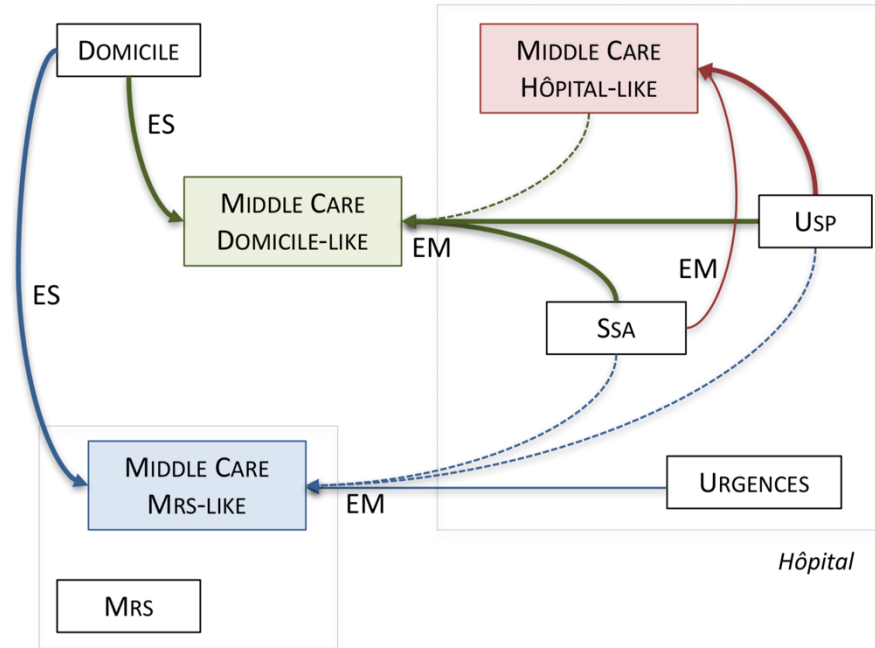 DOMICILE
MIDDLE CARE
HÔPITAL-LIKE
ES
MIDDLE CARE
DOMICILE-LIKE
EM
USP
EM
ES
SSA
MIDDLE CARE
MRS-LIKE
EM
URGENCES
Hôpital
MRS